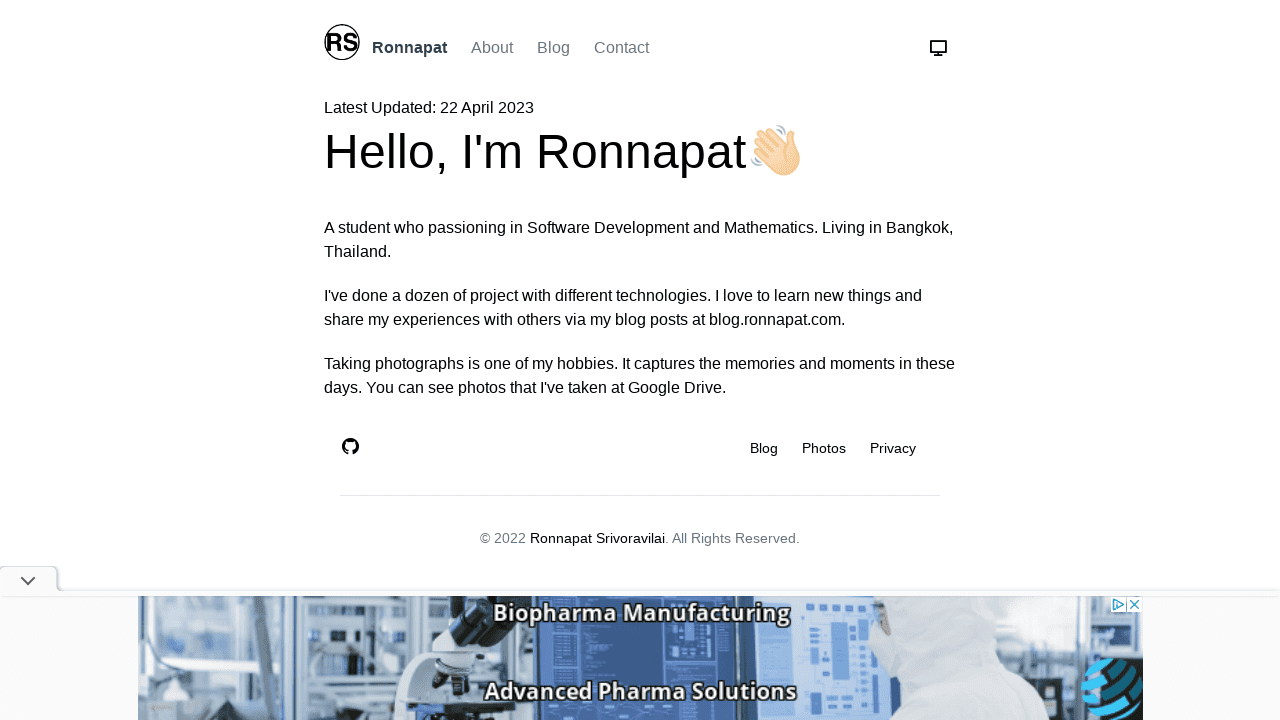 RS Ronnapat About Blog Contact
Latest Updated: 22 April 2023
Hello, I'm Ronnapat
A student who passioning in Software Development and Mathematics. Living in Bangkok,
Thailand.
I've done a dozen of project with different technologies. I love to learn new things and
share my experiences with others via my blog posts at blog.ronnapat.com.
Taking photographs is one of my hobbies. It captures the memories and moments in these
days. You can see photos that I've taken at Google Drive.
Blog Photos Privacy
© 2022 Ronnapat Srivoravilai. All Rights Reserved.
Biopharma Manufacturing
Advanced Pharma Solutions